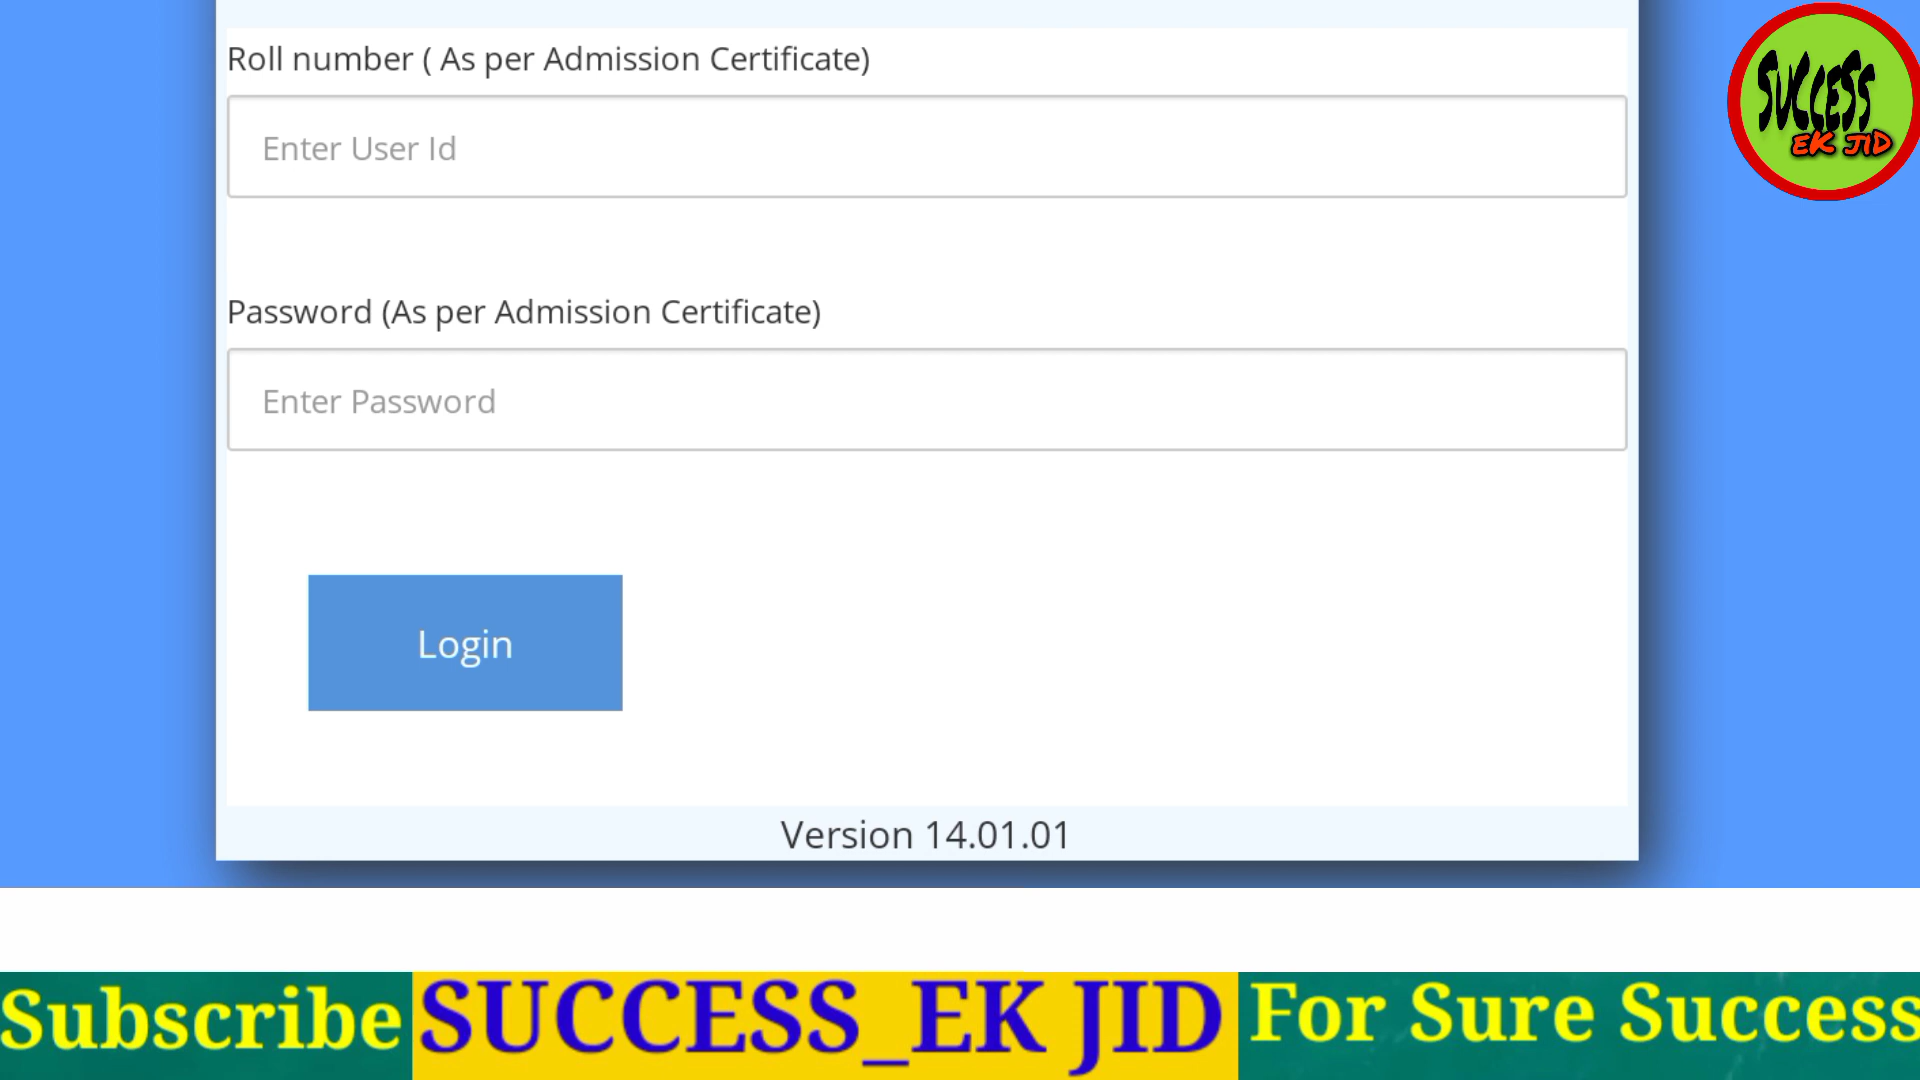 Roll number ( As per Admission Certificate)
Enter User Id
SUCCESS
EK JID
Password (As per Admission Certificate)
Enter Password
Login
Version 14.01.01
Subscribe SUCCESS_EK JID For Sure Success